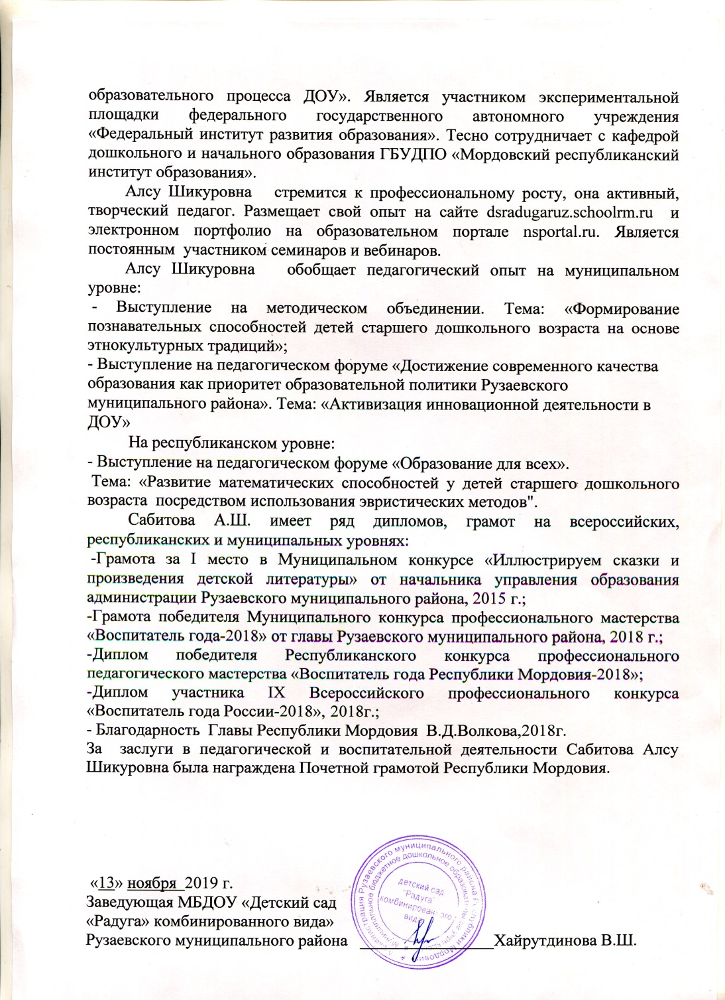 образовательного процесса ДОУ». Является участником экспериментальной
площадки федерального государственного автономного учреждения
«Федеральный институт развития образования». Тесно сотрудничает с кафедрой
дошкольного и начального образования ГБУДПО «Мордовский республиканский
институт образования».
Алсу Шикуровна стремится к профессиональному росту, она активный,
творческий педагог. Размещает свой опыт на сайте dsradugaruz.schoolrm.ru и
электронном портфолио на образовательном портале nsportal.ru. Является
постоянным участником семинаров и вебинаров.
Алсу Шикуровна обобщает педагогический опыт на муниципальном
уровне:
- Выступление на методическом объединении. Тема: «Формирование
познавательных способностей детей старшего дошкольного возраста на основе
этнокультурных традиций»;
- Выступление на педагогическом форуме «Достижение современного качества
образования как приоритет образовательной политики Рузаевского
муниципального района». Тема: «Активизация инновационной деятельности в
ДОУ»
На республиканском уровне:
- Выступление на педагогическом форуме «Образование для всех».
Тема: «Развитие математических способностей у детей старшего дошкольного
возраста посредством использования эвристических методов".
Сабитова А.Ш. имеет ряд дипломов, грамот на всероссийских,
республиканских и муниципальных уровнях:
-Грамота за I место в Муниципальном конкурсе «Иллюстрируем сказки и
произведения детской литературы» от начальника управления образования
администрации Рузаевского муниципального района, 2015 г.;
-Грамота победителя Муниципального конкурса профессионального мастерства
«Воспитатель года-2018» от главы Рузаевского муниципального района, 2018 г.;
-Диплом победителя Республиканского конкурса профессионального
педагогического мастерства «Воспитатель года Республики Мордовия-2018»;
-Диплом участника IX Всероссийского профессионального конкурса
«Воспитатель года России-2018», 2018г.;
- Благодарность Главы Республики Мордовия В.Д.Волкова,2018г.
За заслуги в педагогической и воспитательной деятельности Сабитова Алсу
Шикуровна была награждена Почетной грамотой Республики Мордовия.
«13» ноября 2019 г.
Заведующая МБДОУ «Детский сад
«Радуга» комбинированного вида»
Рузаевского муниципального района Хайрутдинова В.Ш.
Администрация Рузаевского муниципального района Республики Мордовия
Муниципальное бюджетное дошкольное образовательное
детский сад
"Радуга"
комбинированного
вида